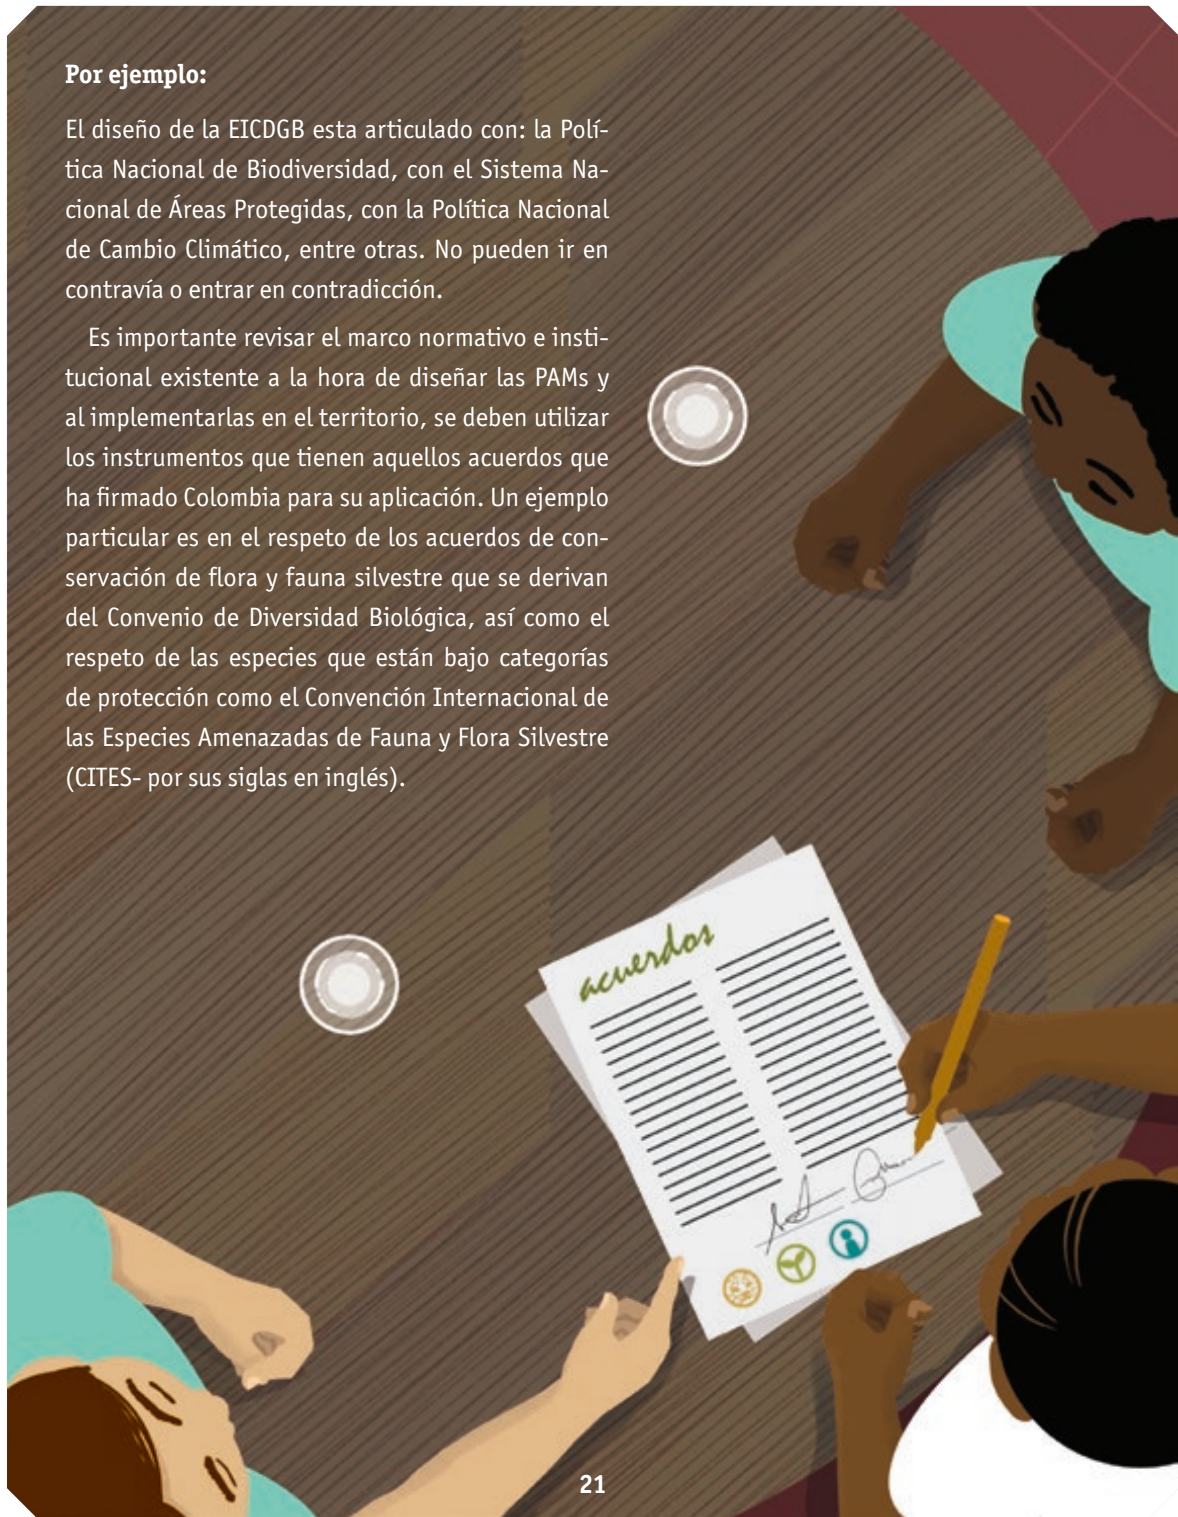 Por ejemplo:
El diseño de la EICDGB esta articulado con: la Polí-
tica Nacional de Biodiversidad, con el Sistema Na-
cional de Áreas Protegidas, con la Política Nacional
de Cambio Climático, entre otras. No pueden ir en
contravía o entrar en contradicción.
Es importante revisar el marco normativo e insti-
tucional existente a la hora de diseñar las PAMs y
al implementarlas en el territorio, se deben utilizar
los instrumentos que tienen aquellos acuerdos que
ha firmado Colombia para su aplicación. Un ejemplo
particular es en el respeto de los acuerdos de con-
servación de flora y fauna silvestre que se derivan
del Convenio de Diversidad Biológica, así como el
respeto de las especies que están bajo categorías
de protección como el Convención Internacional de
las Especies Amenazadas de Fauna y Flora Silvestre
(CITES- por sus siglas en inglés).
acuerdos
21